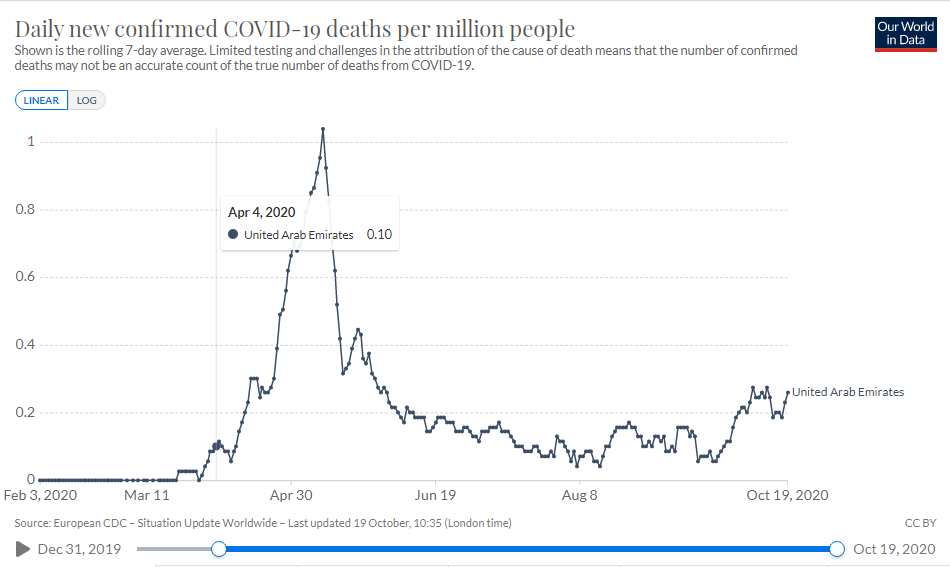 Daily new confirmed COVID-19 deaths per million people
Shown is the rolling 7-day average. Limited testing and challenges in the attribution of the cause of death means that the number of confirmed
deaths may not be an accurate count of the true number of deaths from COVID-19.
Our World
in Data
LINEAR LOG
1
0.8
Apr 4, 2020
United Arab Emirates 0.10
0.6
0.4
United Arab Emirates
0.2
0
Feb 3, 2020 Mar 11 Apr 30 Jun 19 Aug 8 Oct 19, 2020
Source: European CDC – Situation Update Worldwide – Last updated 19 October, 10:35 (London time) CC BY
Dec 31, 2019 Oct 19, 2020